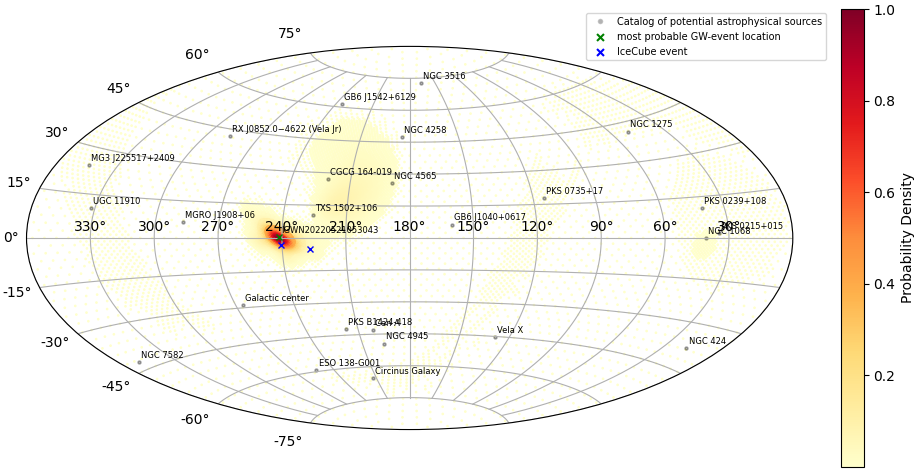 1.0
Catalog of potential astrophysical sources
most probable GW-event location
IceCube event
75°
60°
NGC 3516
45°
GB6 J1542+6129
0.8
30°
RX J0852.0−4622 (Vela Jr)
NGC 4258
NGC 1275
MG3 J225517+2409
15°
CGCG 164-019
NGC 4565
UGC 11910
PKS 0735+17
PKS 0239+108
0.6
MGRO J1908+06
TXS 1502+106
GB6 J1040+0617
0°
330°
300°
270°
240°
210°
180°
150°
120°
90°
60°
30°
NGC 1068
Probability Density
-15°
Galactic center
0.4
-30°
PKS B1424-418
NGC 4945
Vela X
NGC 424
NGC 7582
ESO 138-G001
Circinus Galaxy
-45°
0.2
-60°
-75°